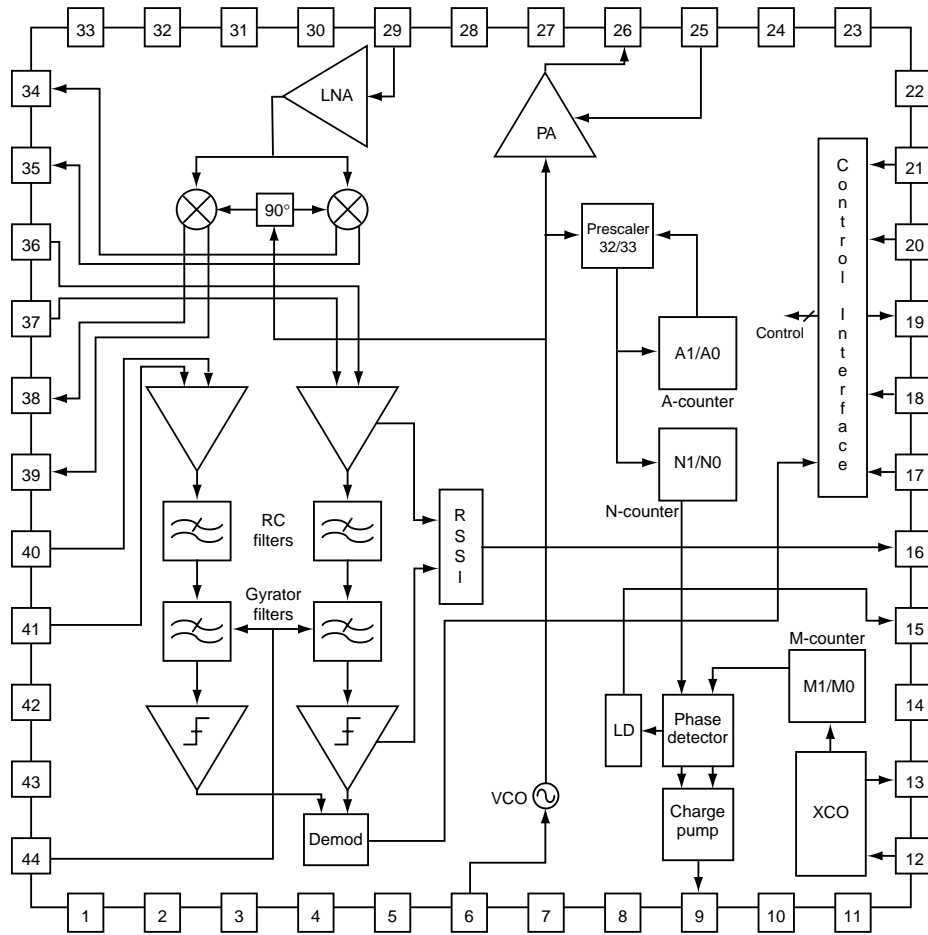 33 32 31 30 29 28 27 26 25 24 23
34
LNA
22
PA
35
Control Interface
21
90°
36
Prescaler
32/33
20
37
Control
19
A1/A0
38
A-counter
18
39
N1/N0
17
N-counter
RC
filters
RSSI
40
16
Gyrator
filters
41
15
M-counter
42
M1/M0
14
LD
Phase
detector
43
VCO
13
Charge
pump
XCO
Demod
44
12
1 2 3 4 5 6 7 8 9 10 11